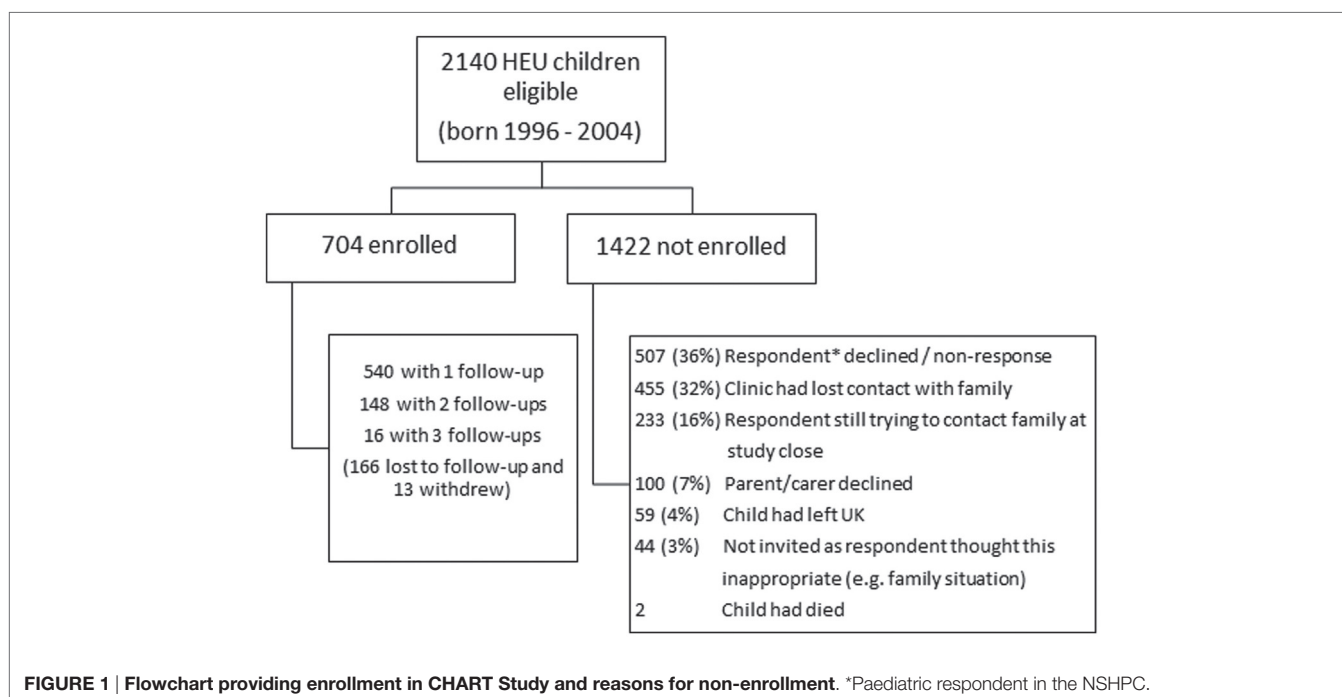 2140 HEU children
eligible
(born 1996 - 2004)
704 enrolled
1422 not enrolled
540 with 1 follow-up
148 with 2 follow-ups
16 with 3 follow-ups
(166 lost to follow-up and
13 withdrew)
507 (36%) Respondent* declined / non-response
455 (32%) Clinic had lost contact with family
233 (16%) Respondent still trying to contact family at
study close
100 (7%) Parent/carer declined
59 (4%) Child had left UK
44 (3%) Not invited as respondent thought this
inappropriate (e.g. family situation)
2 Child had died
FIGURE 1 | Flowchart providing enrollment in CHART Study and reasons for non-enrollment. *Paediatric respondent in the NSHPC.